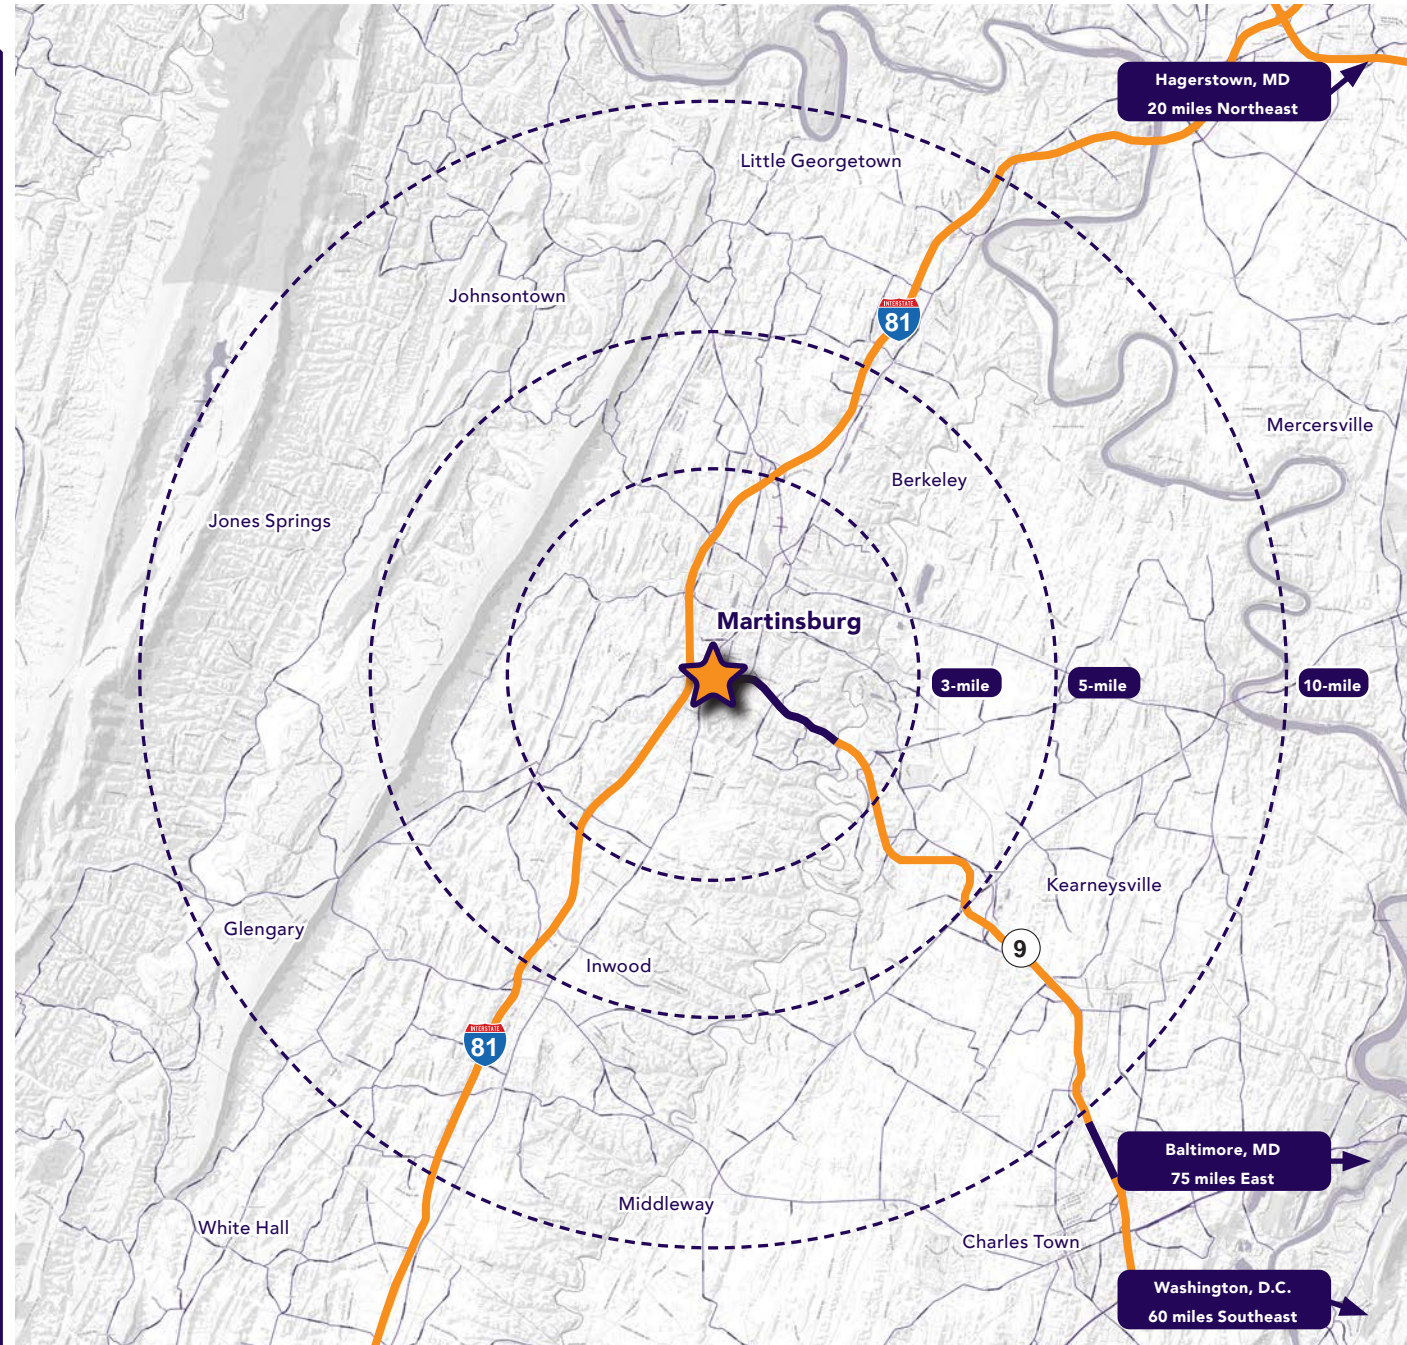 Hagerstown, MD
20 miles Northeast
Little Georgetown
Johnsontown
INTERSTATE
81
Mercersville
Berkeley
Jones Springs
Martinsburg
3-mile
5-mile
10-mile
Kearneysville
Glengary
9
Inwood
INTERSTATE
81
Baltimore, MD
75 miles East
Middleway
White Hall
Charles Town
Washington, D.C.
60 miles Southeast